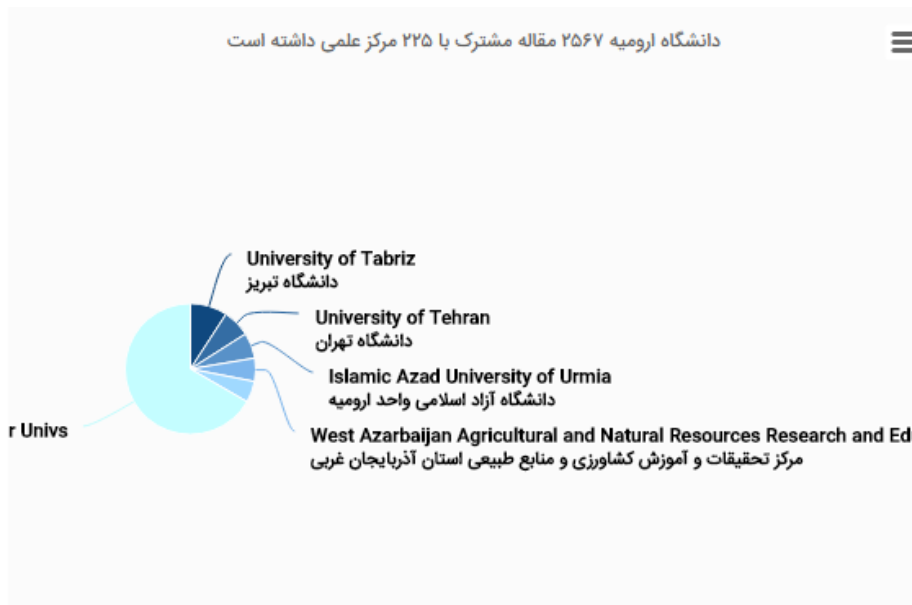 دانشگاه ارومیه ۲۵۶۷ مقاله مشترک با ۲۲۵ مرکز علمی داشته است
University of Tabriz
دانشگاه تبریز
University of Tehran
دانشگاه تهران
Islamic Azad University of Urmia
دانشگاه آزاد اسلامی واحد ارومیه
r Univs
West Azarbaijan Agricultural and Natural Resources Research and Ed
مرکز تحقیقات و آموزش کشاورزی و منابع طبیعی استان آذربایجان غربی